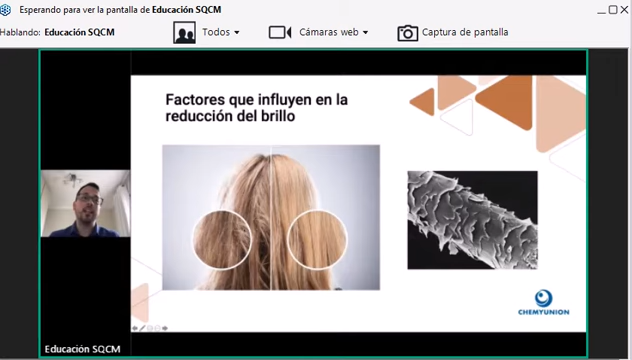 Esperando para ver la pantalla de Educación SQCM
Hablando: Educación SQCM
Todos
Cámaras web
Captura de pantalla
Factores que influyen en la
reducción del brillo
CHEMYUNION
Educación SQCM